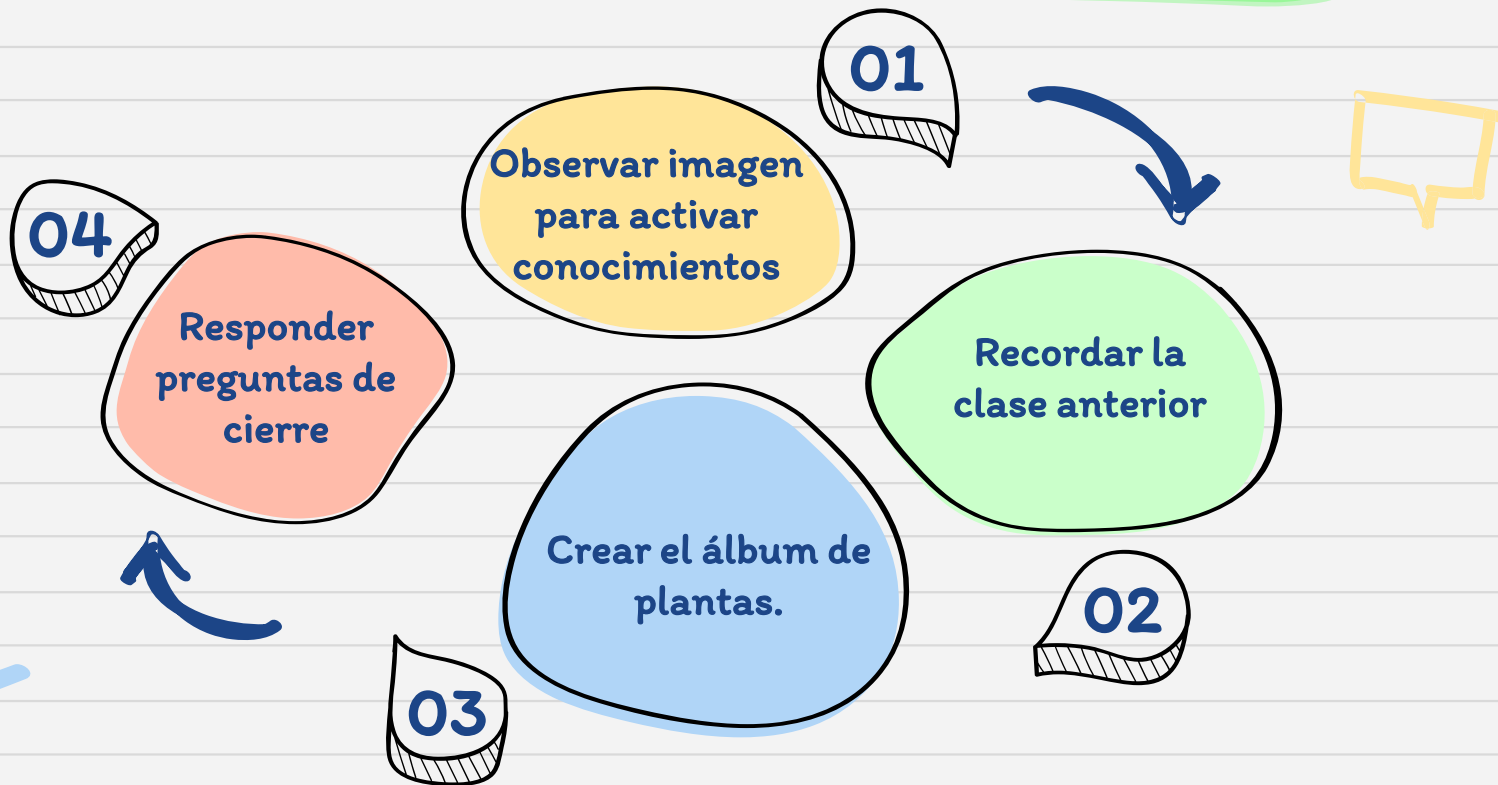 01
Observar imagen
para activar
conocimientos
02
Recordar la
clase anterior
03
Crear el álbum de
plantas.
04
Responder
preguntas de
cierre